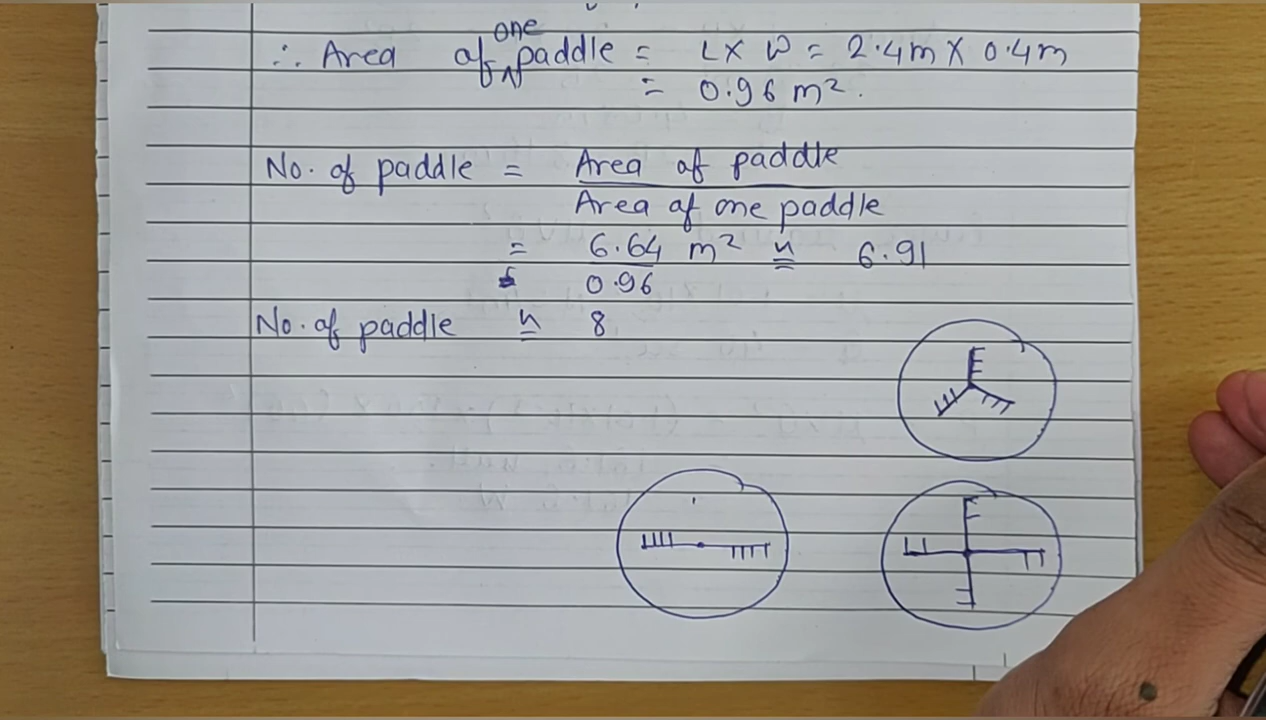 ∴ Area of one paddle = L × W = 2.4m × 0.4m
= 0.96 m².
No. of paddle = Area of paddle
Area of one paddle
= 6.64 m² ≌ 6.91
0.96
No. of paddle ≌ 8